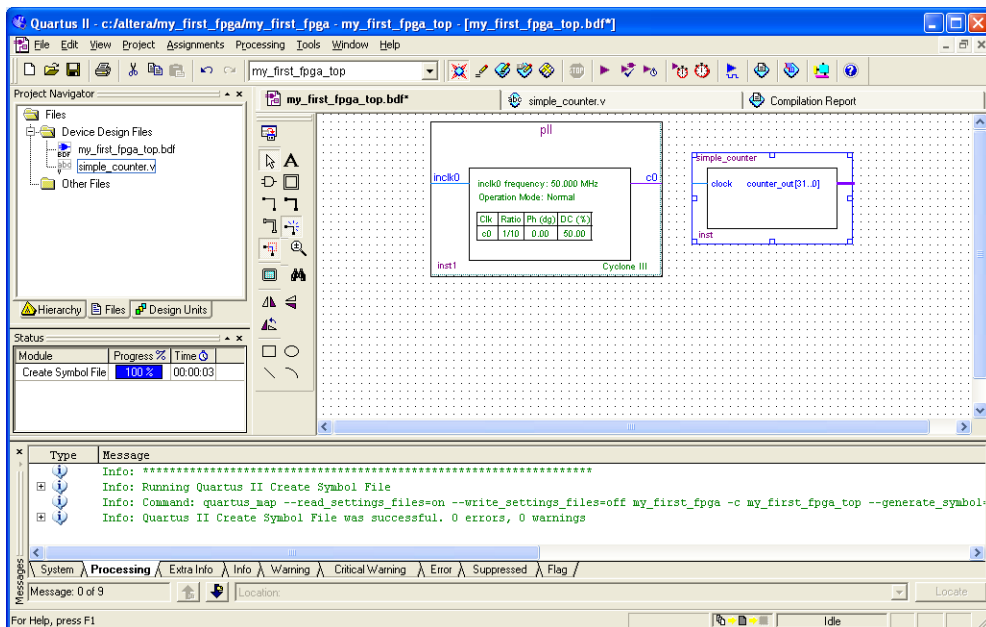 Quartus II - c:/altera/my_first_fpga/my_first_fpga - my_first_fpga_top - [my_first_fpga_top.bdf*]
File Edit View Project Assignments Processing Tools Window Help
my_first_fpga_top
Project Navigator
Files
Device Design Files
BDF my_first_fpga_top.bdf
abc simple_counter.v
Other Files
Hierarchy Files Design Units
Status
Module Progress % Time
Create Symbol File 100 % 00:00:03
my_first_fpga_top.bdf* abc simple_counter.v Compilation Report
A
pll
inclk0 c0
inclk0 frequency: 50.000 MHz
Operation Mode: Normal
Clk Ratio Ph (dg) DC (%)
c0 1/10 0.00 50.00
inst1 Cyclone III
simple_counter
clock counter_out[31..0]
inst
Type Message
Info: *******************************************************************
Info: Running Quartus II Create Symbol File
Info: Command: quartus_map --read_settings_files=on --write_settings_files=off my_first_fpga -c my_first_fpga_top --generate_symbol=
Info: Quartus II Create Symbol File was successful. 0 errors, 0 warnings
Messages
System Processing Extra Info Info Warning Critical Warning Error Suppressed Flag
Message: 0 of 9 Location: Locate
For Help, press F1 Idle